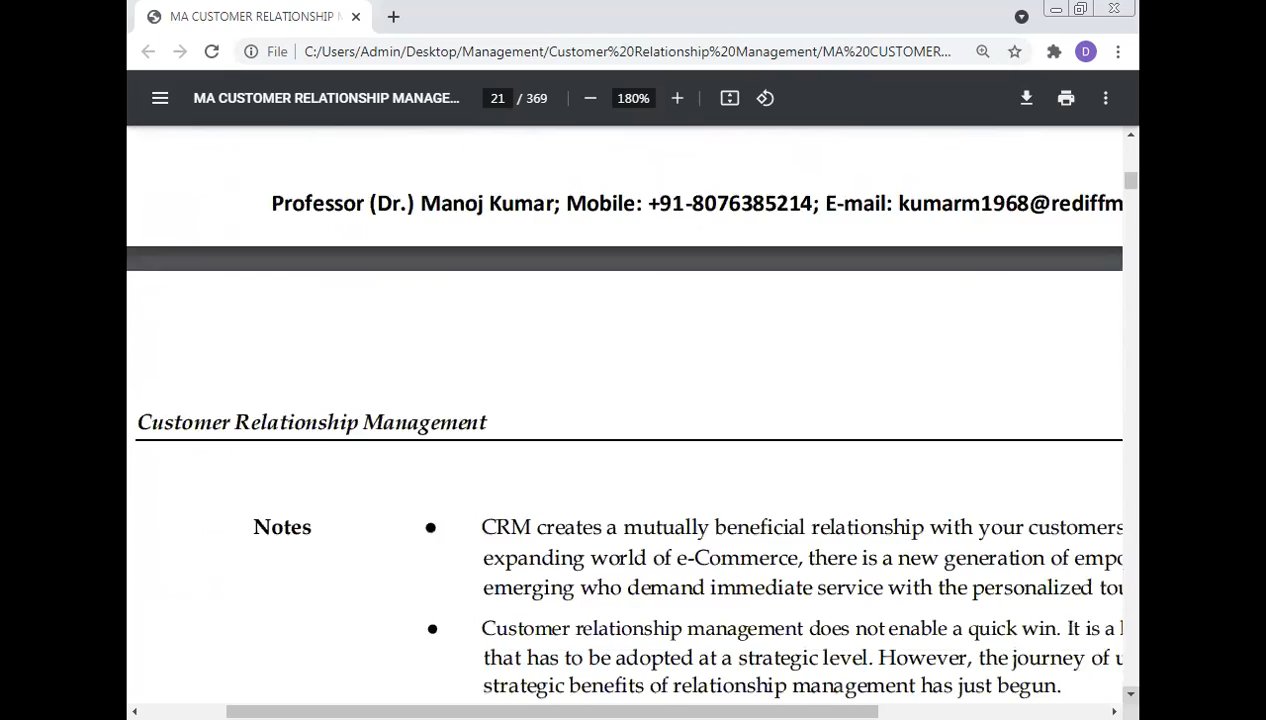 MA CUSTOMER RELATIONSHIP M
File C:/Users/Admin/Desktop/Management/Customer%20Relationship%20Management/MA%20CUSTOMER... D
MA CUSTOMER RELATIONSHIP MANAGE... 21 / 369 180%
Professor (Dr.) Manoj Kumar; Mobile: +91-8076385214; E-mail: kumarm1968@rediffm
Customer Relationship Management
Notes ● CRM creates a mutually beneficial relationship with your customers
expanding world of e-Commerce, there is a new generation of empo
emerging who demand immediate service with the personalized tou
● Customer relationship management does not enable a quick win. It is a l
that has to be adopted at a strategic level. However, the journey of u
strategic benefits of relationship management has just begun.